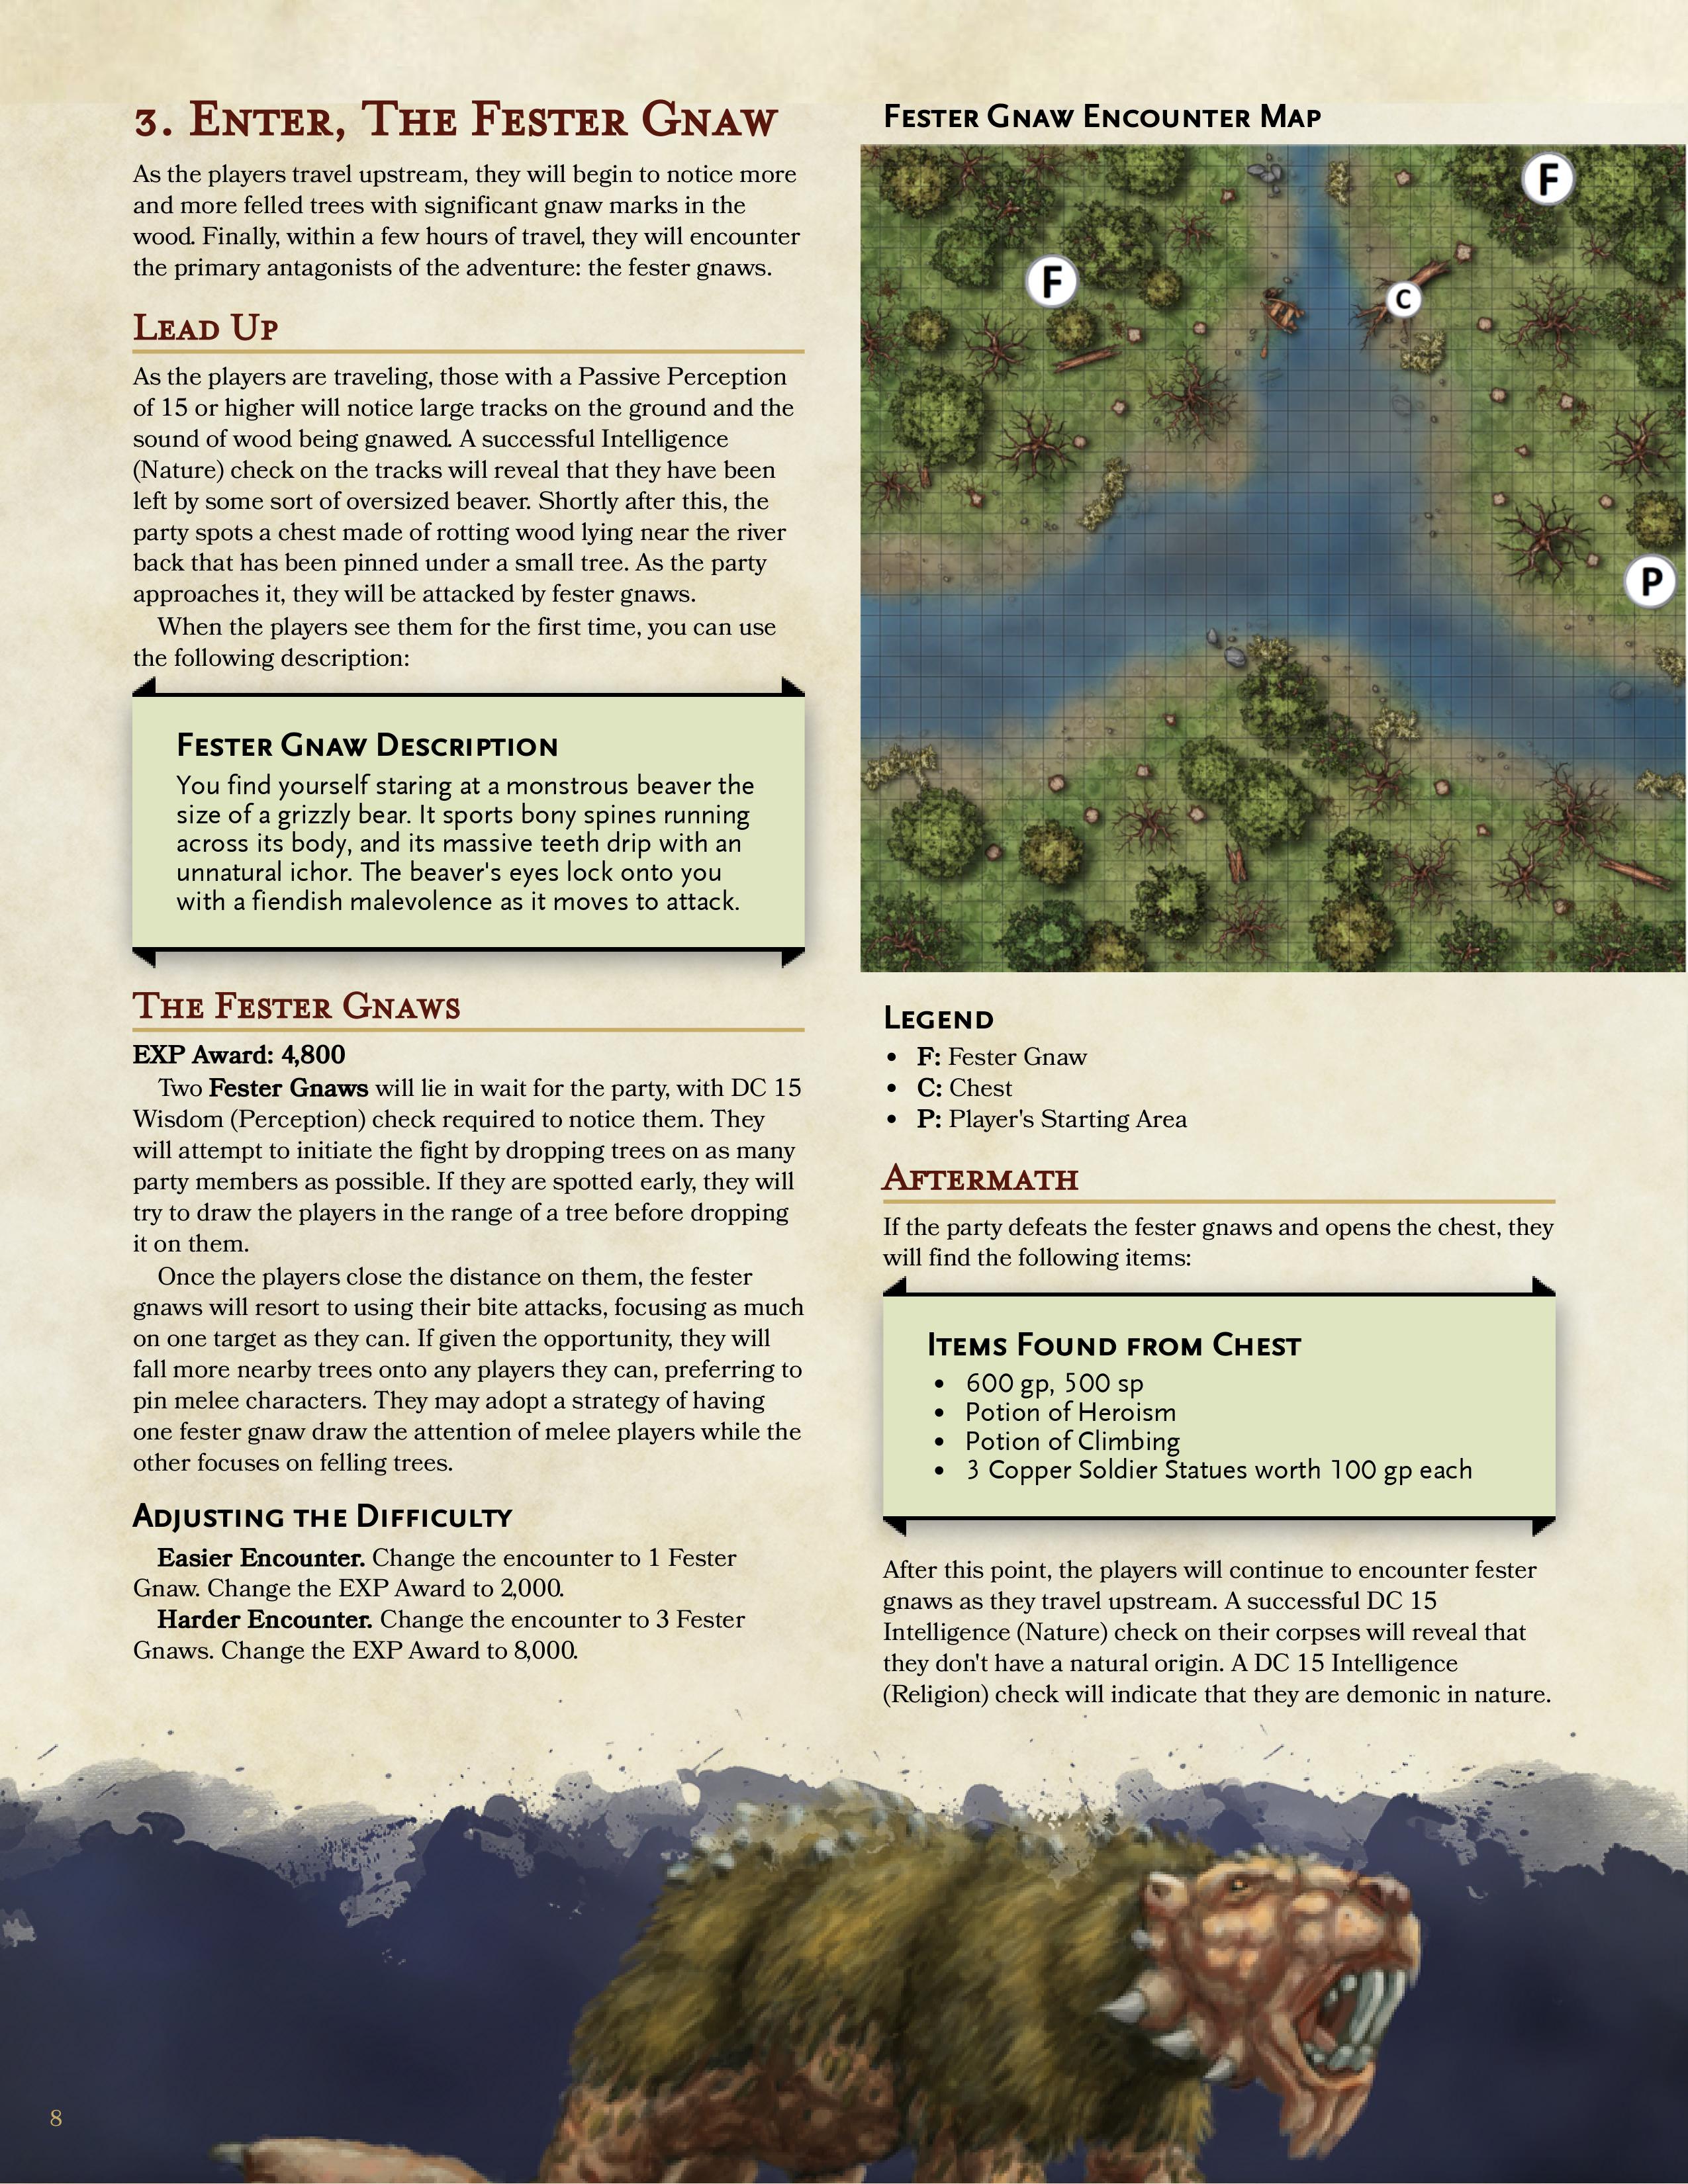 3. Enter, The Fester Gnaw
As the players travel upstream, they will begin to notice more
and more felled trees with significant gnaw marks in the
wood. Finally, within a few hours of travel, they will encounter
the primary antagonists of the adventure: the fester gnaws.
Lead Up
As the players are traveling, those with a Passive Perception
of 15 or higher will notice large tracks on the ground and the
sound of wood being gnawed. A successful Intelligence
(Nature) check on the tracks will reveal that they have been
left by some sort of oversized beaver. Shortly after this, the
party spots a chest made of rotting wood lying near the river
back that has been pinned under a small tree. As the party
approaches it, they will be attacked by fester gnaws.
When the players see them for the first time, you can use
the following description:
Fester Gnaw Description
You find yourself staring at a monstrous beaver the
size of a grizzly bear. It sports bony spines running
across its body, and its massive teeth drip with an
unnatural ichor. The beaver's eyes lock onto you
with a fiendish malevolence as it moves to attack.
The Fester Gnaws
EXP Award: 4,800
Two Fester Gnaws will lie in wait for the party, with DC 15
Wisdom (Perception) check required to notice them. They
will attempt to initiate the fight by dropping trees on as many
party members as possible. If they are spotted early, they will
try to draw the players in the range of a tree before dropping
it on them.
Once the players close the distance on them, the fester
gnaws will resort to using their bite attacks, focusing as much
on one target as they can. If given the opportunity, they will
fall more nearby trees onto any players they can, preferring to
pin melee characters. They may adopt a strategy of having
one fester gnaw draw the attention of melee players while the
other focuses on felling trees.
Adjusting the Difficulty
Easier Encounter. Change the encounter to 1 Fester
Gnaw. Change the EXP Award to 2,000.
Harder Encounter. Change the encounter to 3 Fester
Gnaws. Change the EXP Award to 8,000.
Fester Gnaw Encounter Map
F
F
C
P
Legend
• F: Fester Gnaw
• C: Chest
• P: Player's Starting Area
Aftermath
If the party defeats the fester gnaws and opens the chest, they
will find the following items:
Items Found from Chest
• 600 gp, 500 sp
• Potion of Heroism
• Potion of Climbing
• 3 Copper Soldier Statues worth 100 gp each
After this point, the players will continue to encounter fester
gnaws as they travel upstream. A successful DC 15
Intelligence (Nature) check on their corpses will reveal that
they don't have a natural origin. A DC 15 Intelligence
(Religion) check will indicate that they are demonic in nature.
8